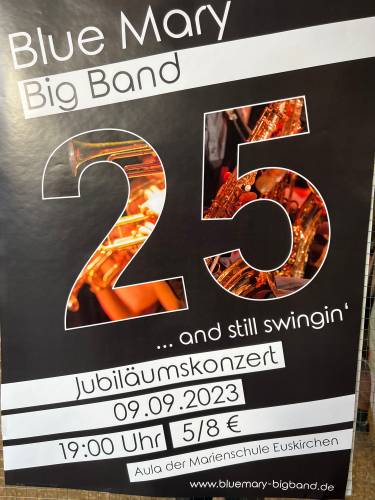 Blue Mary
Big Band
25
... and still swingin‘
Jubiläumskonzert
09.09.2023
19:00 Uhr 5/8 €
Aula der Marienschule Euskirchen
www.bluemary-bigband.de